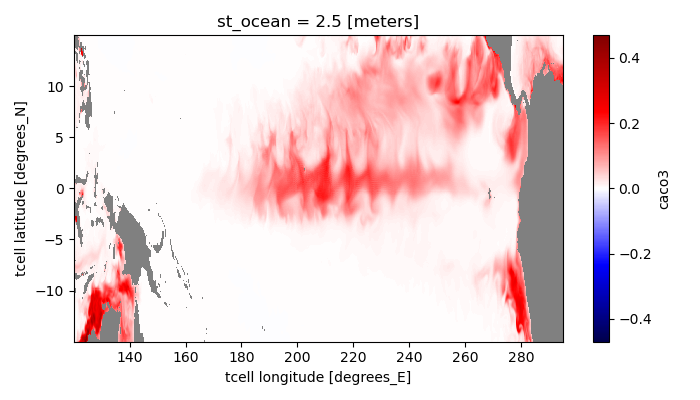 st_ocean = 2.5 [meters]
10
5
0
−5
−10
tcell latitude [degrees_N]
140 160 180 200 220 240 260 280
tcell longitude [degrees_E]
0.4
0.2
0.0
−0.2
−0.4
caco3